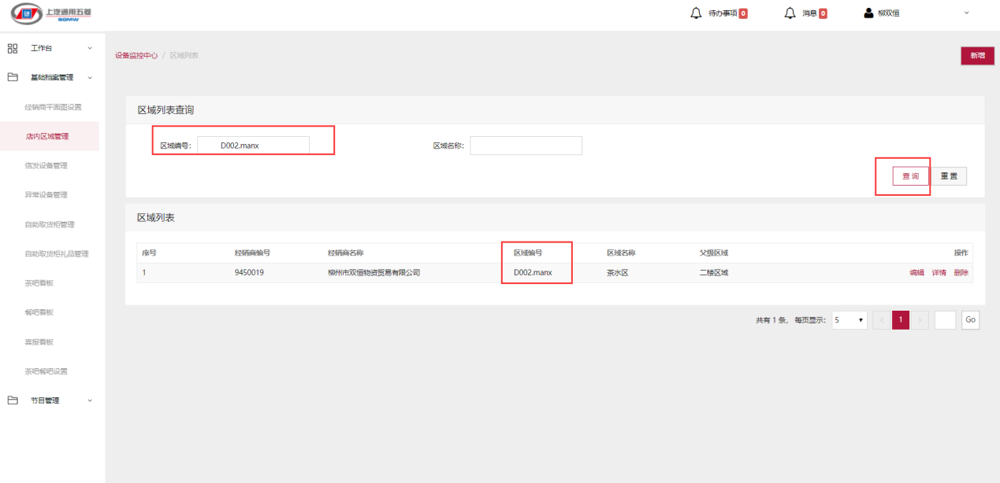 上汽通用五菱
SGMW
待办事项 0
消息 0
柳双恒
工作台
基础档案管理
经销商平面图设置
店内区域管理
信发设备管理
异常设备管理
自助取货柜管理
自助取货柜礼品管理
茶吧看板
餐吧看板
喜报看板
茶吧餐吧设置
节目管理
设备监控中心 / 区域列表
新增
区域列表查询
区域编号: D002.manx
区域名称:
查询 重置
区域列表
序号 经销商编号 经销商名称 区域编号 区域名称 父级区域 操作
1 9450019 柳州市双恒物资贸易有限公司 D002.manx 茶水区 二楼区域 编辑 详情 删除
共有 1 条, 每页显示: 5 < 1 > Go